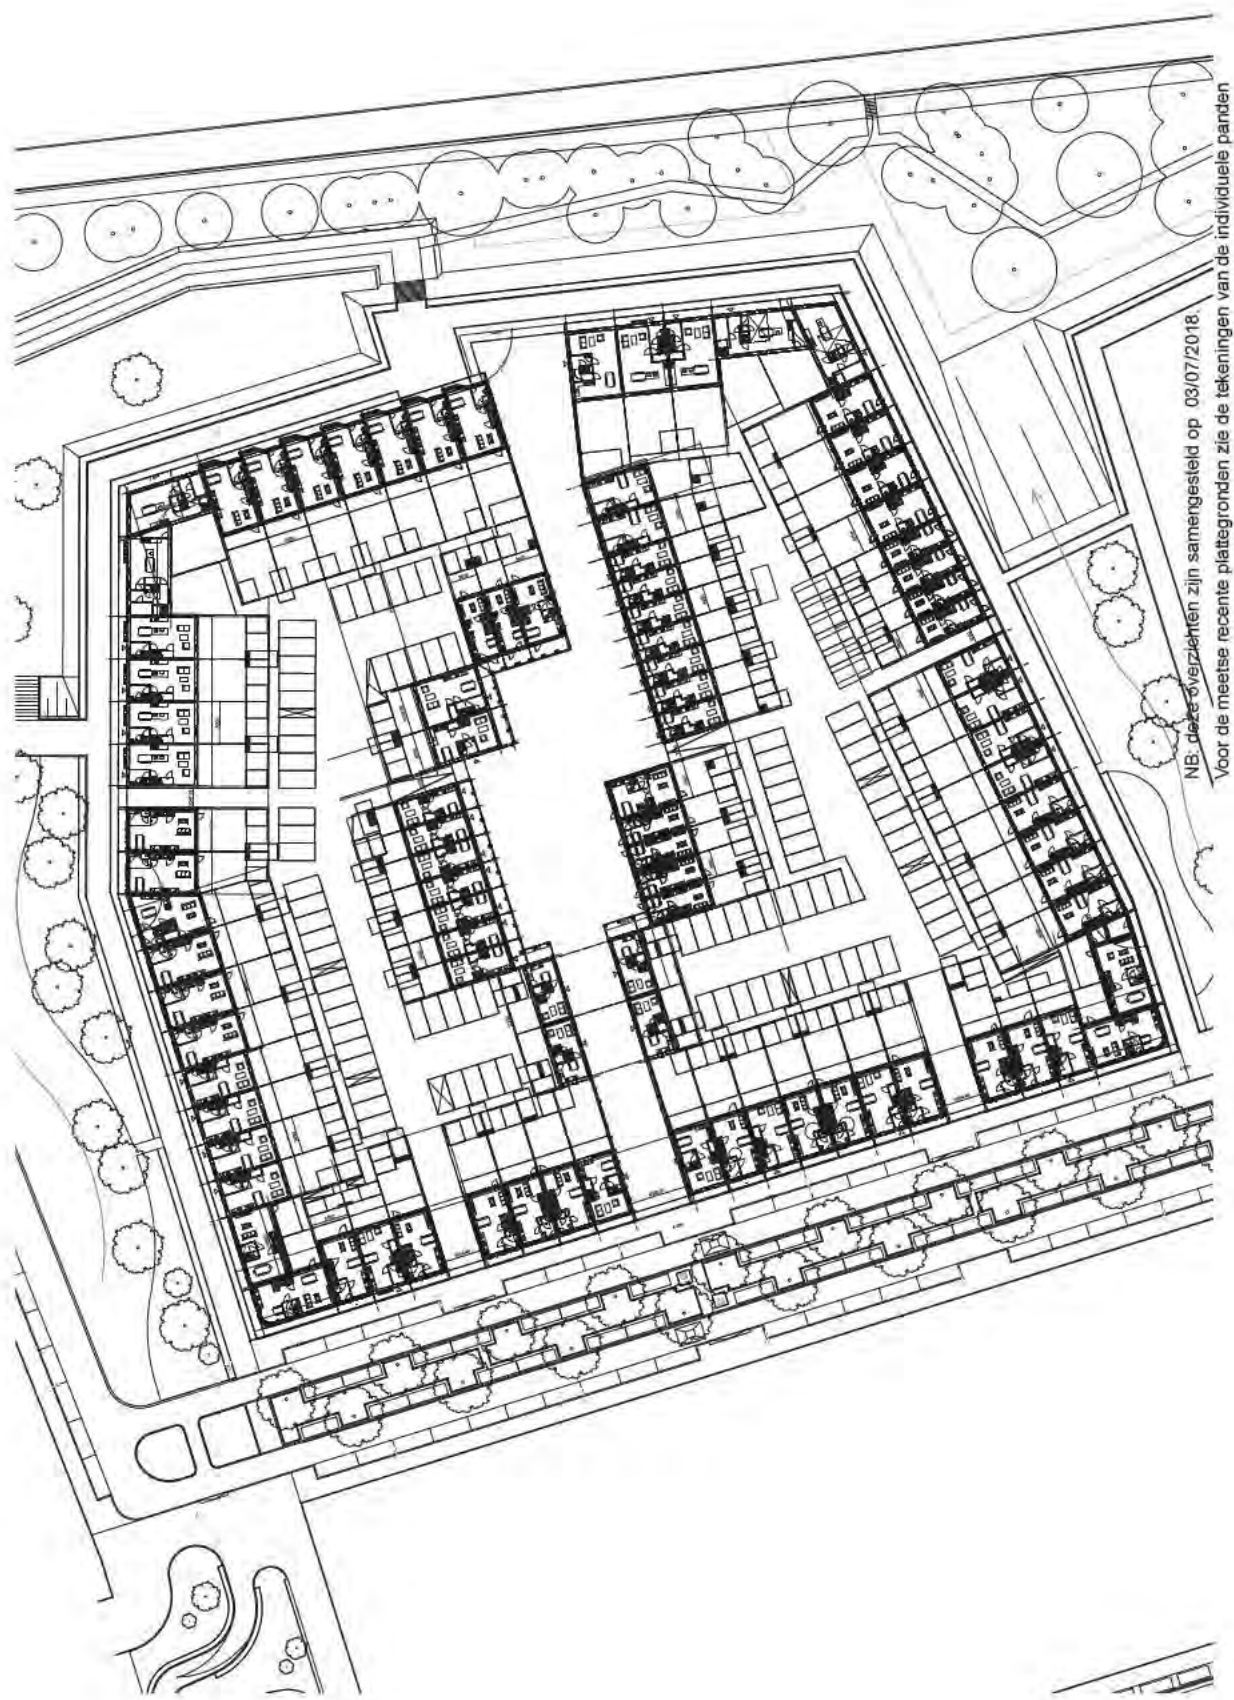 NB: deze overzichten zijn samengesteld op 03/07/2018.
Voor de meetse recente plattegronden zie de tekeningen van de individuele panden